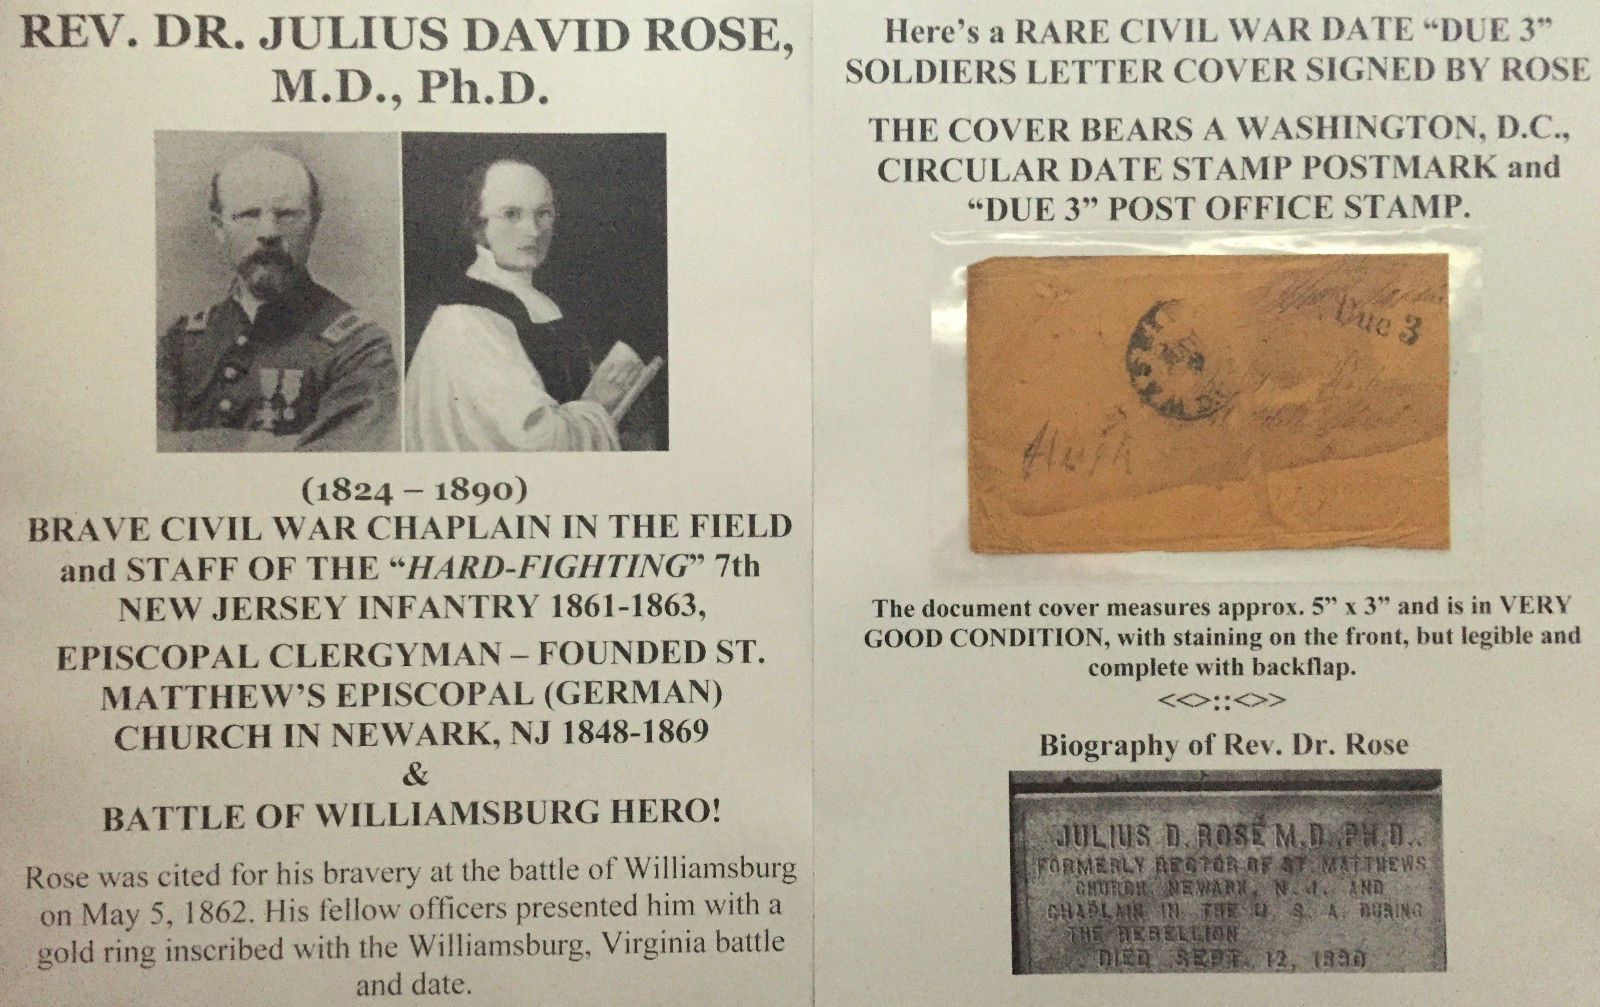 REV. DR. JULIUS DAVID ROSE,
M.D., Ph.D.
(1824 – 1890)
BRAVE CIVIL WAR CHAPLAIN IN THE FIELD
and STAFF OF THE “HARD-FIGHTING” 7th
NEW JERSEY INFANTRY 1861-1863,
EPISCOPAL CLERGYMAN – FOUNDED ST.
MATTHEW’S EPISCOPAL (GERMAN)
CHURCH IN NEWARK, NJ 1848-1869
&
BATTLE OF WILLIAMSBURG HERO!
Rose was cited for his bravery at the battle of Williamsburg
on May 5, 1862. His fellow officers presented him with a
gold ring inscribed with the Williamsburg, Virginia battle
and date.
Here’s a RARE CIVIL WAR DATE “DUE 3”
SOLDIERS LETTER COVER SIGNED BY ROSE
THE COVER BEARS A WASHINGTON, D.C.,
CIRCULAR DATE STAMP POSTMARK and
“DUE 3” POST OFFICE STAMP.
Due 3
The document cover measures approx. 5” x 3” and is in VERY
GOOD CONDITION, with staining on the front, but legible and
complete with backflap.
<<>::<>>
Biography of Rev. Dr. Rose
JULIUS D. ROSE M.D. PH.D.
FORMERLY RECTOR OF ST. MATTHEWS
CHURCH, NEWARK, N.J. AND
CHAPLAIN IN THE U.S.A. DURING
THE REBELLION
DIED SEPT. 12, 1890